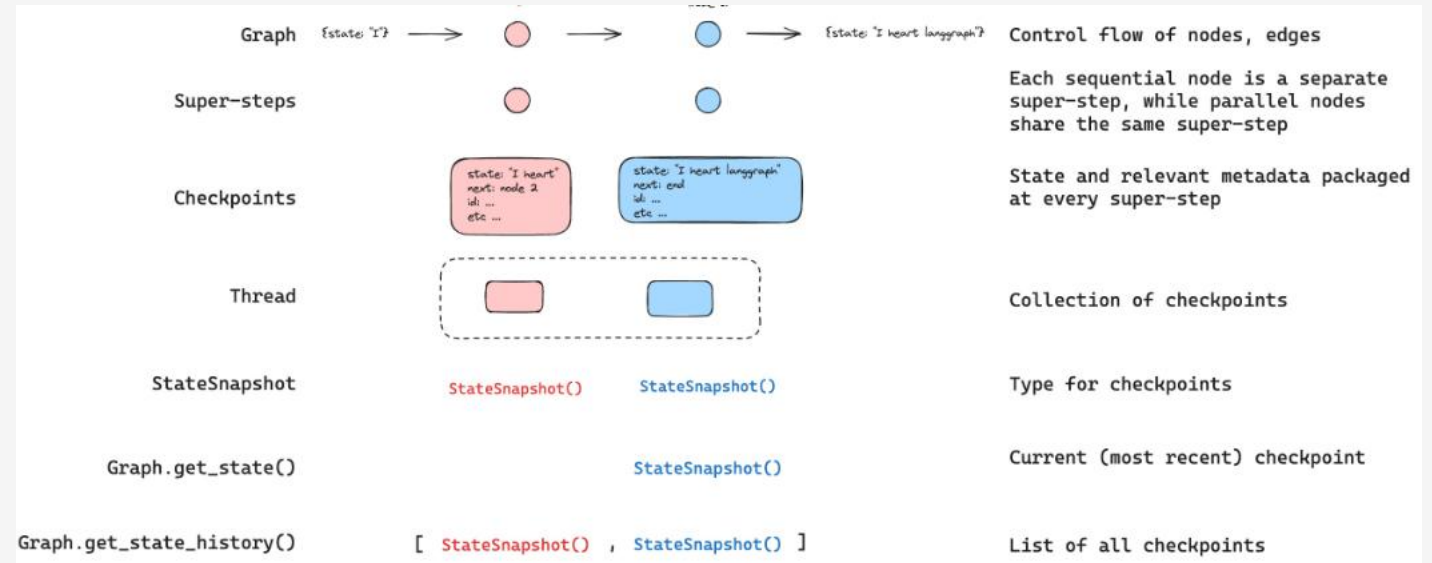 Graph {state: "I"} {state: "I heart langgraph"} Control flow of nodes, edges
Super-steps
Each sequential node is a separate
super-step, while parallel nodes
share the same super-step
Checkpoints
state: "I heart"
next: node 2
id: ...
etc ...
state: "I heart langgraph"
next: end
id: ...
etc ...
State and relevant metadata packaged
at every super-step
Thread
Collection of checkpoints
StateSnapshot StateSnapshot() StateSnapshot() Type for checkpoints
Graph.get_state() StateSnapshot() Current (most recent) checkpoint
Graph.get_state_history() [ StateSnapshot() , StateSnapshot() ] List of all checkpoints